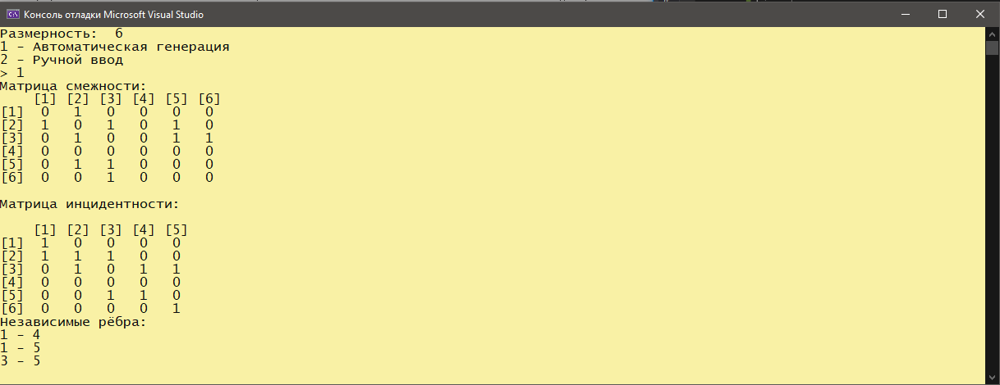 Консоль отладки Microsoft Visual Studio
Размерность:  6
1 - Автоматическая генерация
2 - Ручной ввод
> 1
Матрица смежности:
    [1] [2] [3] [4] [5] [6]
[1]  0   1   0   0   0   0
[2]  1   0   1   0   1   0
[3]  0   1   0   0   1   1
[4]  0   0   0   0   0   0
[5]  0   1   1   0   0   0
[6]  0   0   1   0   0   0
Матрица инцидентности:
    [1] [2] [3] [4] [5]
[1]  1   0   0   0   0
[2]  1   1   1   0   0
[3]  0   1   0   1   1
[4]  0   0   0   0   0
[5]  0   0   1   1   0
[6]  0   0   0   0   1
Независимые рёбра:
1 - 4
1 - 5
3 - 5